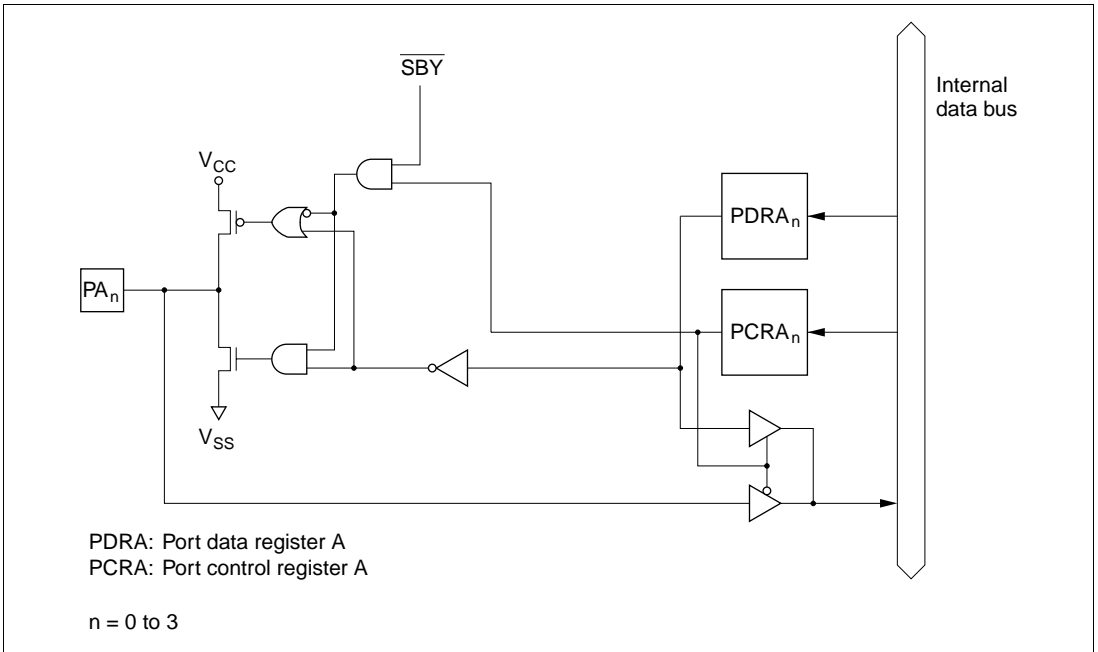 SBY
Internal
data bus
VCC
PDRAn
PAn
PCRAn
VSS
PDRA: Port data register A
PCRA: Port control register A
n = 0 to 3